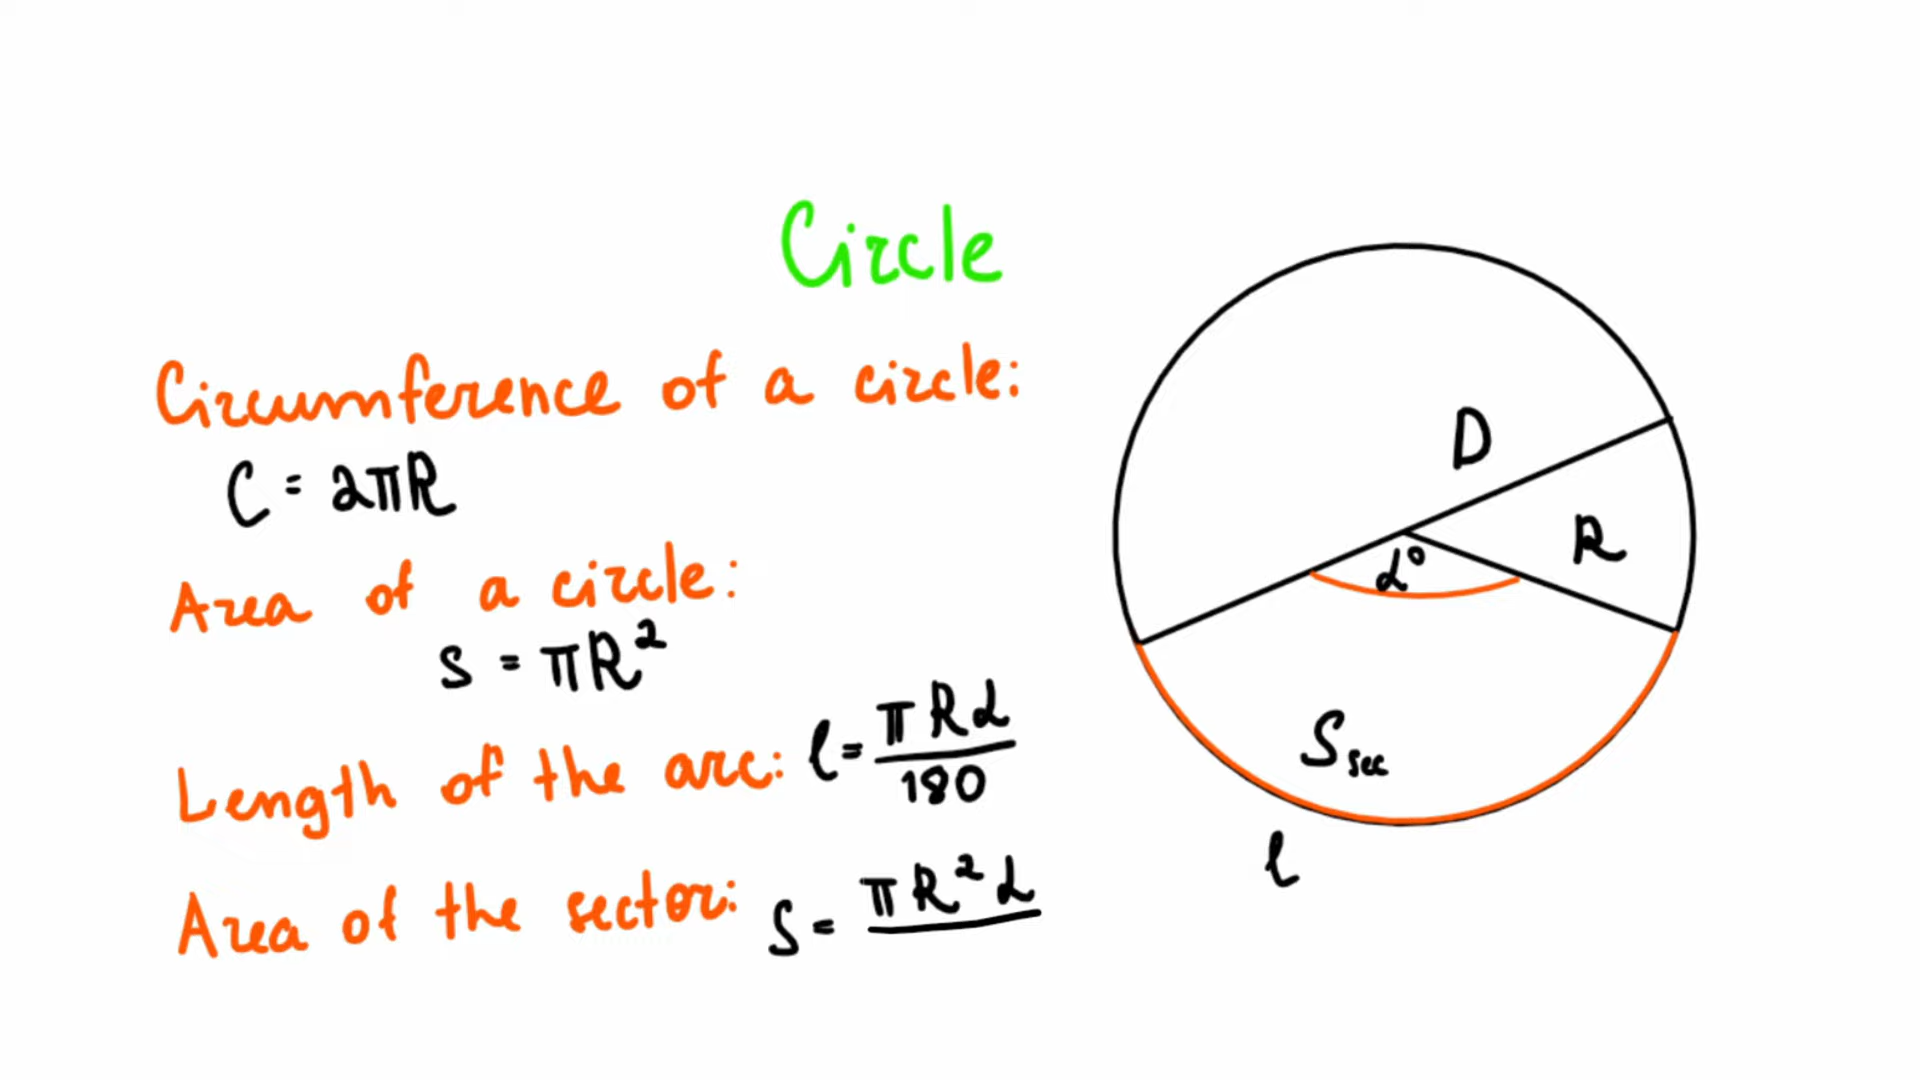 Circle
Circumference of a circle:
C = 2πR
Area of a circle:
S = πR²
Length of the arc: l = πRα/180
Area of the sector: S = πR²α/
D
R
α°
S sec
l